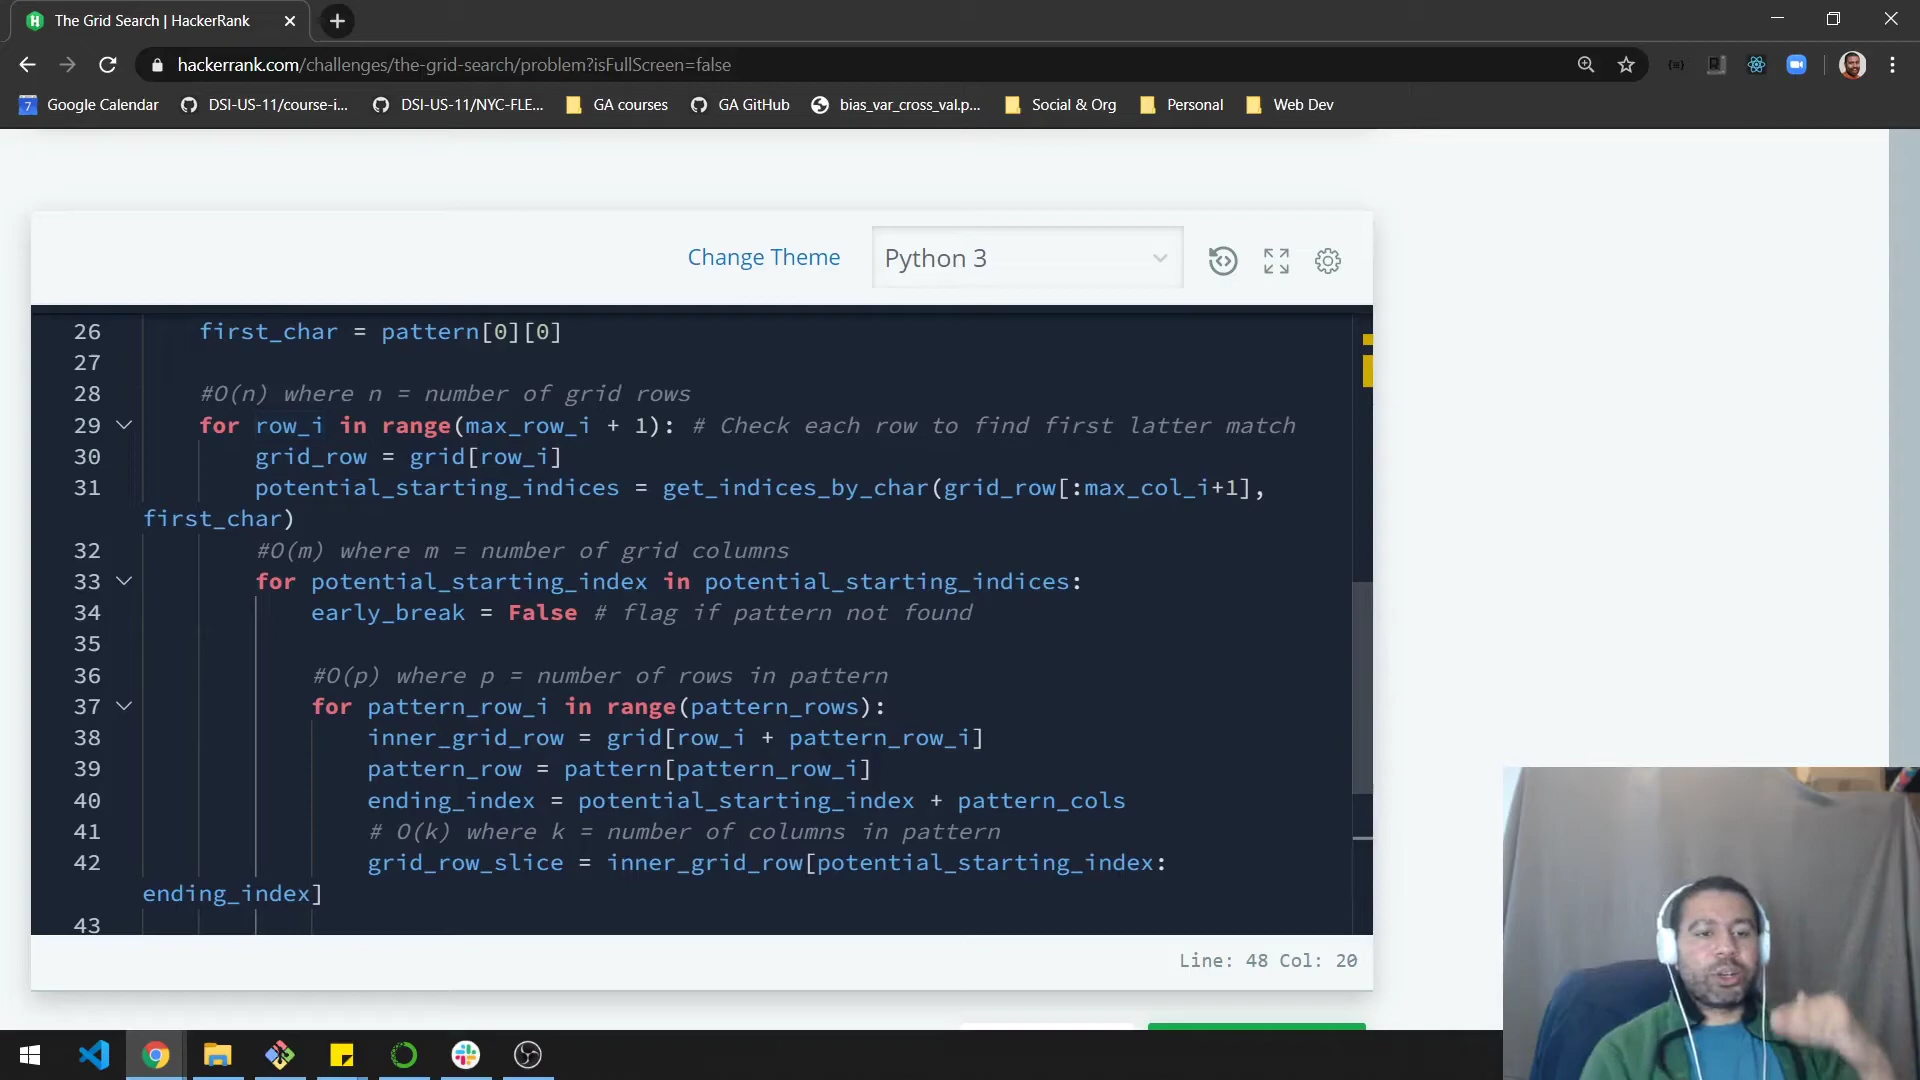 The Grid Search | HackerRank
hackerrank.com/challenges/the-grid-search/problem?isFullScreen=false
Google Calendar
DSI-US-11/course-i...
DSI-US-11/NYC-FLE...
GA courses
GA GitHub
bias_var_cross_val.p...
Social & Org
Personal
Web Dev
Change Theme
Python 3
26 first_char = pattern[0][0]
27
28 #O(n) where n = number of grid rows
29 for row_i in range(max_row_i + 1): # Check each row to find first latter match
30 grid_row = grid[row_i]
31 potential_starting_indices = get_indices_by_char(grid_row[:max_col_i+1],
first_char)
32 #O(m) where m = number of grid columns
33 for potential_starting_index in potential_starting_indices:
34 early_break = False # flag if pattern not found
35
36 #O(p) where p = number of rows in pattern
37 for pattern_row_i in range(pattern_rows):
38 inner_grid_row = grid[row_i + pattern_row_i]
39 pattern_row = pattern[pattern_row_i]
40 ending_index = potential_starting_index + pattern_cols
41 # O(k) where k = number of columns in pattern
42 grid_row_slice = inner_grid_row[potential_starting_index:
ending_index]
43
Line: 48 Col: 20